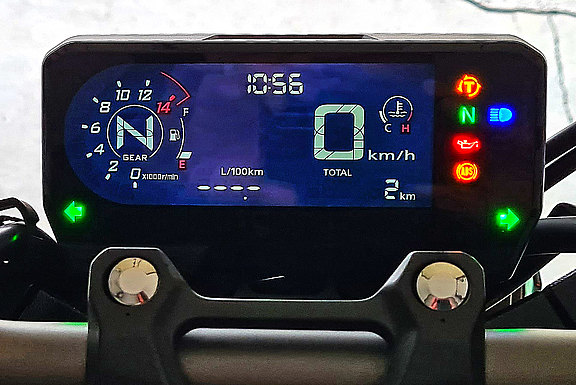 10:56
10 12
8 14
6 N F
4 GEAR E
2 0 x1000r/min
L/100km
----
0 km/h
C H
TOTAL
2 km
T
N
ABS